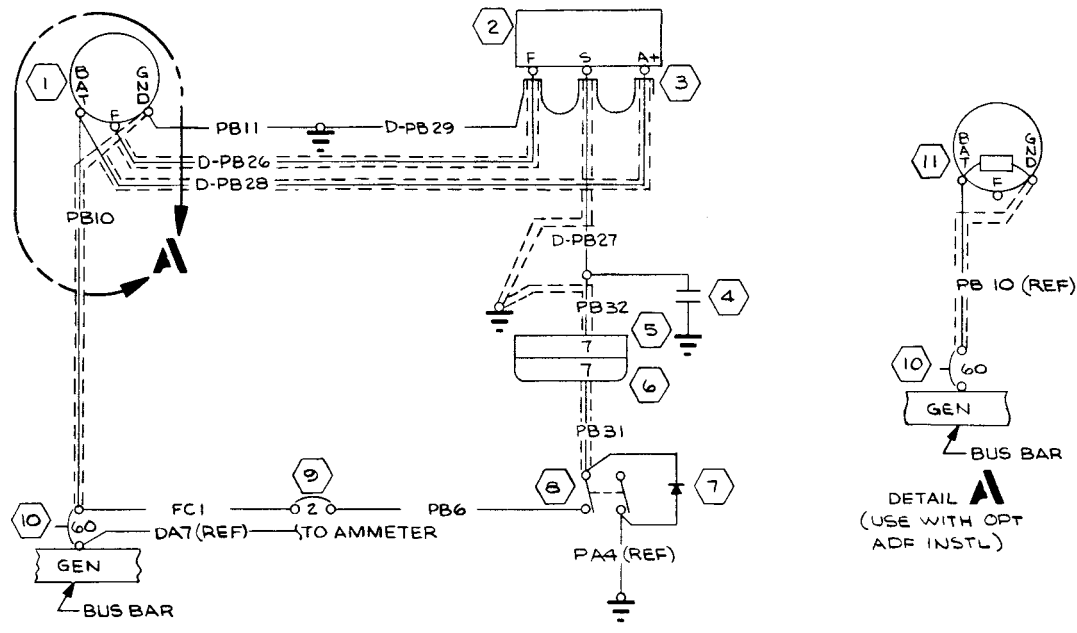 2
F S A+
1
BAT
GND
F
3
PB11
D-PB29
D-PB26
D-PB28
11
BAT
GND
F
PB10
A
D-PB27
PB 10 (REF)
4
PB32
5
7
7
6
10
60
GEN
PB31
BUS BAR
9
8
7
DETAIL A
(USE WITH OPT
ADF INSTL)
10
60
FC1
2
PB6
DA7 (REF)
TO AMMETER
PA4 (REF)
GEN
BUS BAR